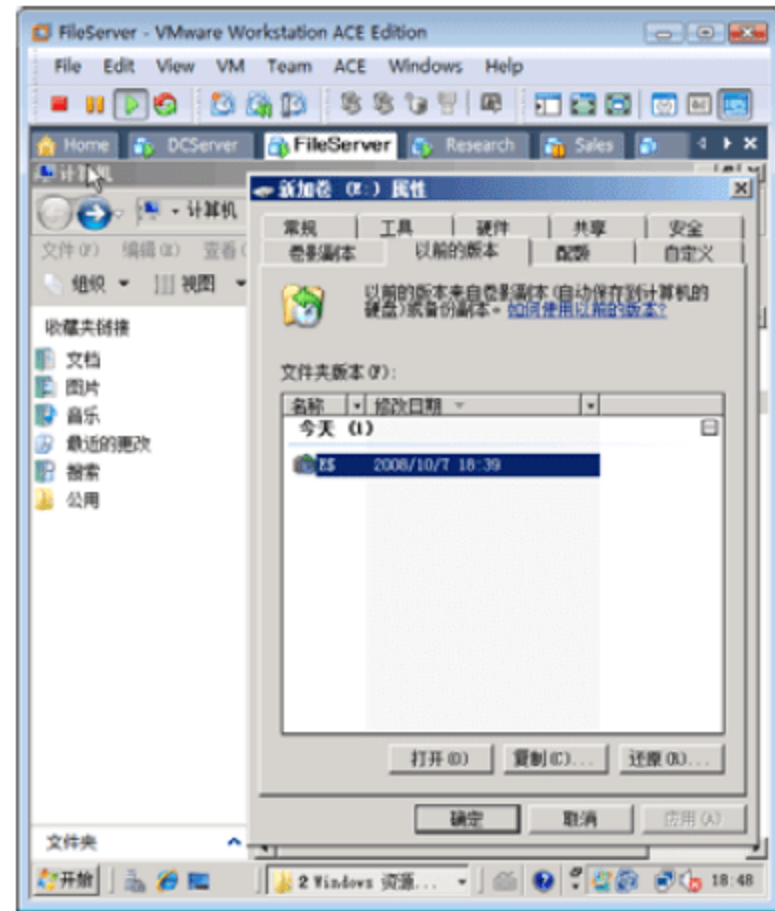 FileServer - VMware Workstation ACE Edition
File Edit View VM Team ACE Windows Help
Home DCServer FileServer Research Sales
计算机
新加卷 (E:) 属性
计算机
常规 工具 硬件 共享 安全
卷影副本 以前的版本 配额 自定义
文件(F) 编辑(E) 查看(
组织 视图
以前的版本来自卷影副本(自动保存到计算机的
硬盘)或备份副本。如何使用以前的版本?
收藏夹链接
文档
图片
音乐
最近的更改
搜索
公用
文件夹版本(F):
名称 修改日期
今天 (1)
E$ 2008/10/7 18:39
打开(O) 复制(C)... 还原(R)...
确定 取消 应用(A)
文件夹
开始 2 Windows 资源... 18:48